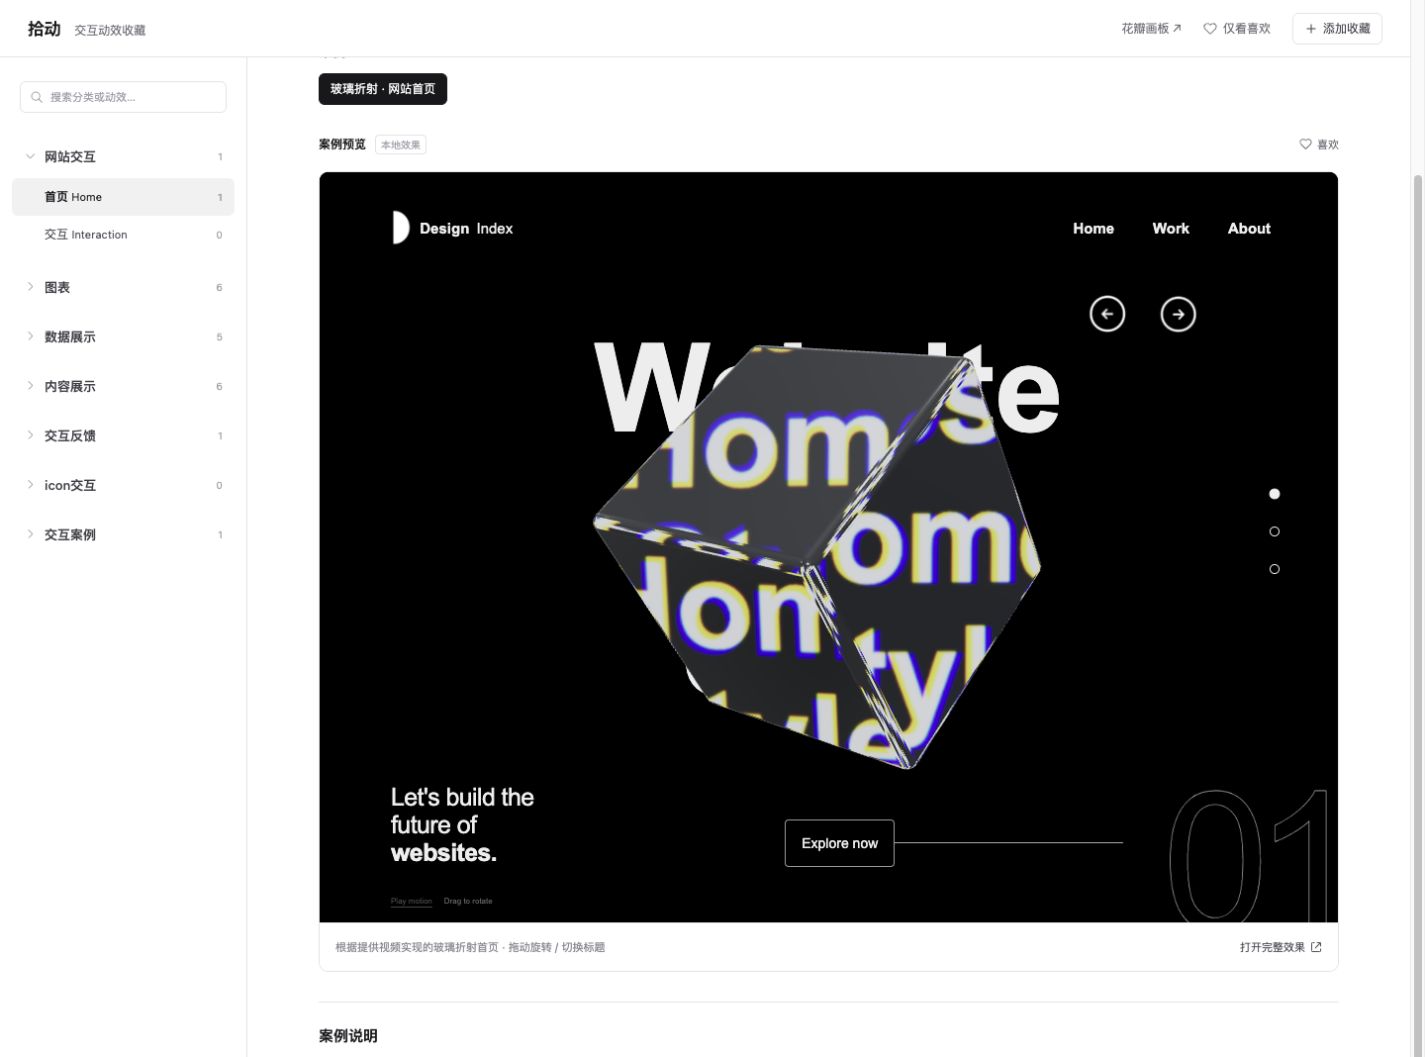 拾动 交互动效收藏
花瓣画板 仅看喜欢 添加收藏
搜索分类或动效...
网站交互 1
首页 Home 1
交互 Interaction 0
图表 6
数据展示 5
内容展示 6
交互反馈 1
icon交互 0
交互案例 1
玻璃折射 · 网站首页
案例预览 本地效果
喜欢
Design Index
Home Work About
Let's build the
future of
websites.
Explore now
01
Play motion Drag to rotate
根据提供视频实现的玻璃折射首页 · 拖动旋转 / 切换标题
打开完整效果
案例说明